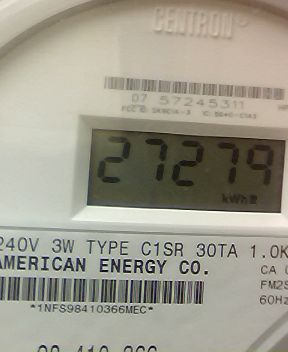 CENTRON
07 57245311
27279
kWh
240V 3W TYPE C1SR 30TA 1.0K
AMERICAN ENERGY CO.
CA
FM2S
60Hz
*1NFS98410366MEC*